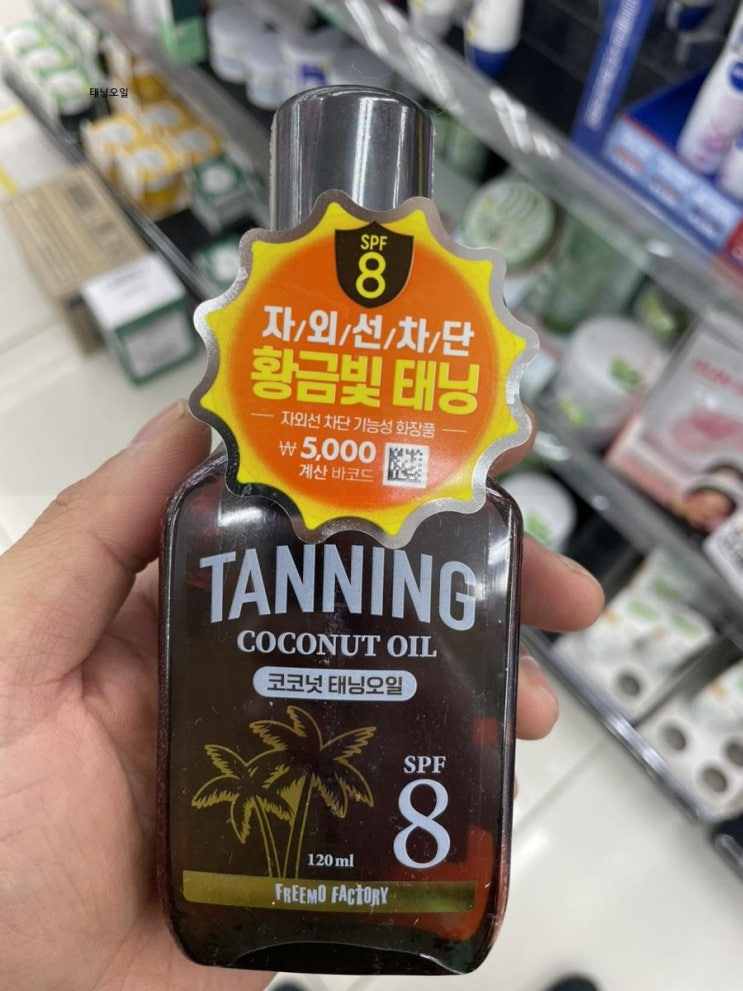 태닝오일
SPF
8
자/외/선/차/단
황금빛 태닝
자외선 차단 기능성 화장품
₩ 5,000
계산 바코드
TANNING
COCONUT OIL
코코넛 태닝오일
SPF
8
120ml
FREEMO FACTORY